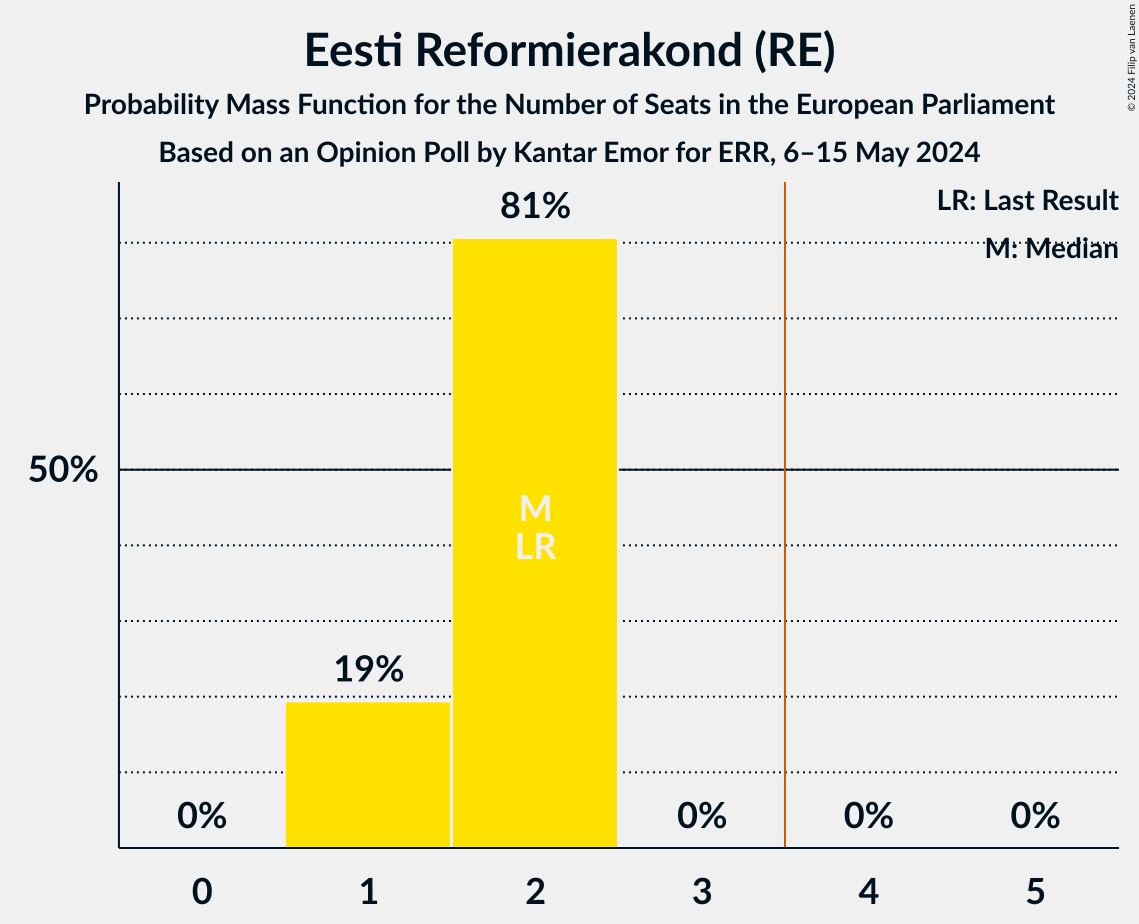 Eesti Reformierakond (RE)
Probability Mass Function for the Number of Seats in the European Parliament
Based on an Opinion Poll by Kantar Emor for ERR, 6–15 May 2024
© 2024 Filip van Laenen
LR: Last Result
M: Median
81%
50%
M
LR
19%
0%
0%
0%
0%
0
1
2
3
4
5